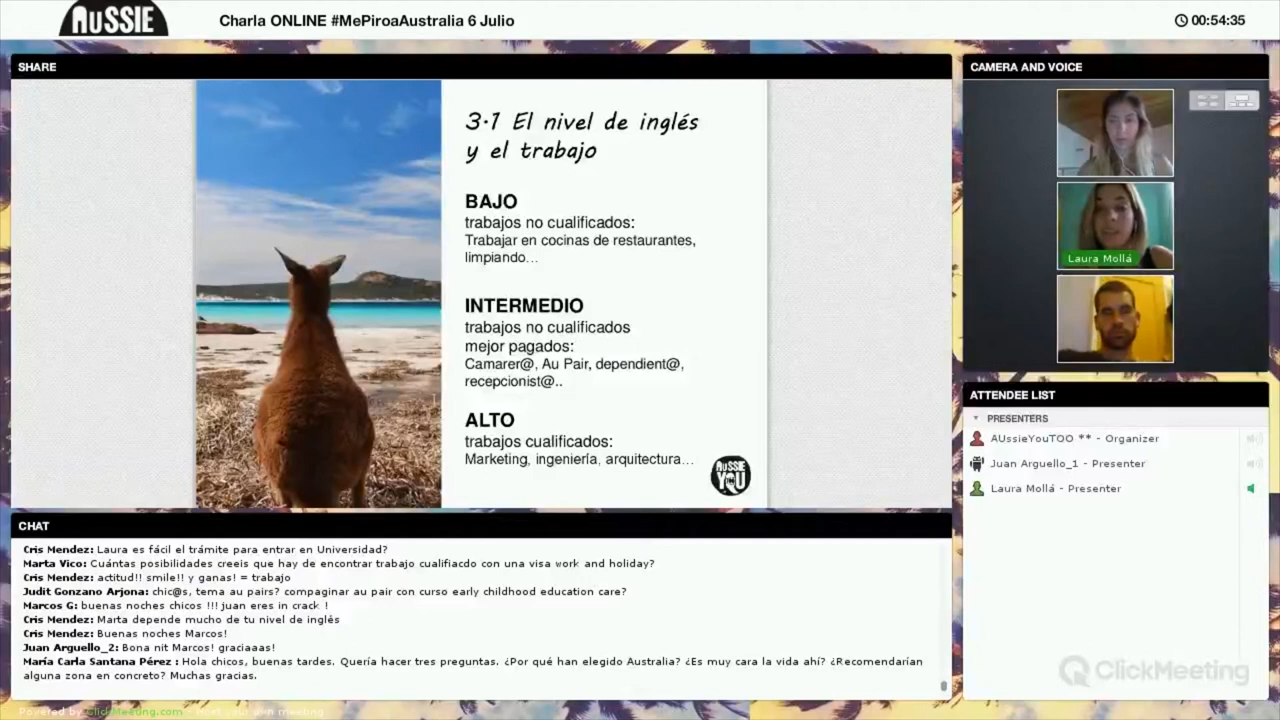 AUSSIE
Charla ONLINE #MePiroaAustralia 6 Julio
00:54:35
SHARE
3·1 El nivel de inglés
y el trabajo
BAJO
trabajos no cualificados:
Trabajar en cocinas de restaurantes,
limpiando...
INTERMEDIO
trabajos no cualificados
mejor pagados:
Camarer@, Au Pair, dependient@,
recepcionist@..
ALTO
trabajos cualificados:
Marketing, ingeniería, arquitectura...
AUSSIE
YOU
CAMERA AND VOICE
Laura Mollá
ATTENDEE LIST
PRESENTERS
AUssieYouTOO ** - Organizer
Juan Arguello_1 - Presenter
Laura Mollá - Presenter
ClickMeeting
CHAT
Cris Mendez: Laura es fácil el trámite para entrar en Universidad?
Marta Vico: Cuántas posibilidades creeis que hay de encontrar trabajo cualifiacdo con una visa work and holiday?
Cris Mendez: actitud!! smile!! y ganas! = trabajo
Judit Gonzano Arjona: chic@s, tema au pairs? compaginar au pair con curso early childhood education care?
Marcos G: buenas noches chicos !!! juan eres in crack !
Cris Mendez: Marta depende mucho de tu nivel de inglês
Cris Mendez: Buenas noches Marcos!
Juan Arguello_2: Bona nit Marcos! graciaaas!
María Carla Santana Pérez : Hola chicos, buenas tardes. Quería hacer tres preguntas. ¿Por qué han elegido Australia? ¿Es muy cara la vida ahí? ¿Recomendarían
alguna zona en concreto? Muchas gracias.
Powered by ClickMeeting.com - Host your own meeting